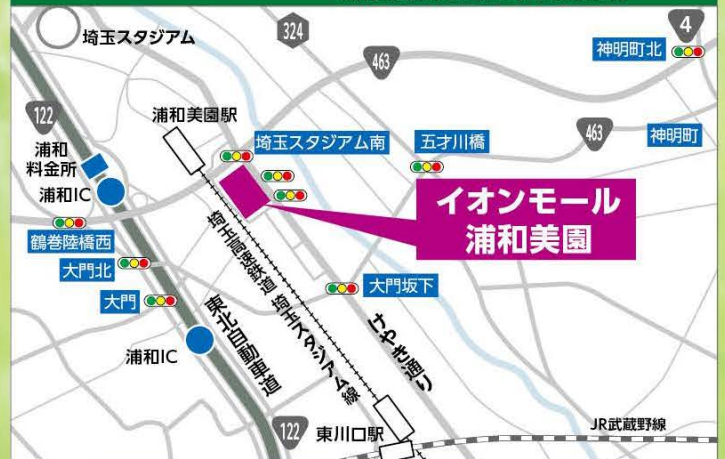 埼玉スタジアム
324
4
463
神明町北
122
浦和美園駅
埼玉スタジアム南
五才川橋
463
神明町
浦和
料金所
浦和IC
イオンモール
浦和美園
鶴巻陸橋西
大門北
大門
埼玉高速鉄道 埼玉スタジアム線
大門坂下
東北自動車道
けやき通り
浦和IC
122
東川口駅
JR武蔵野線